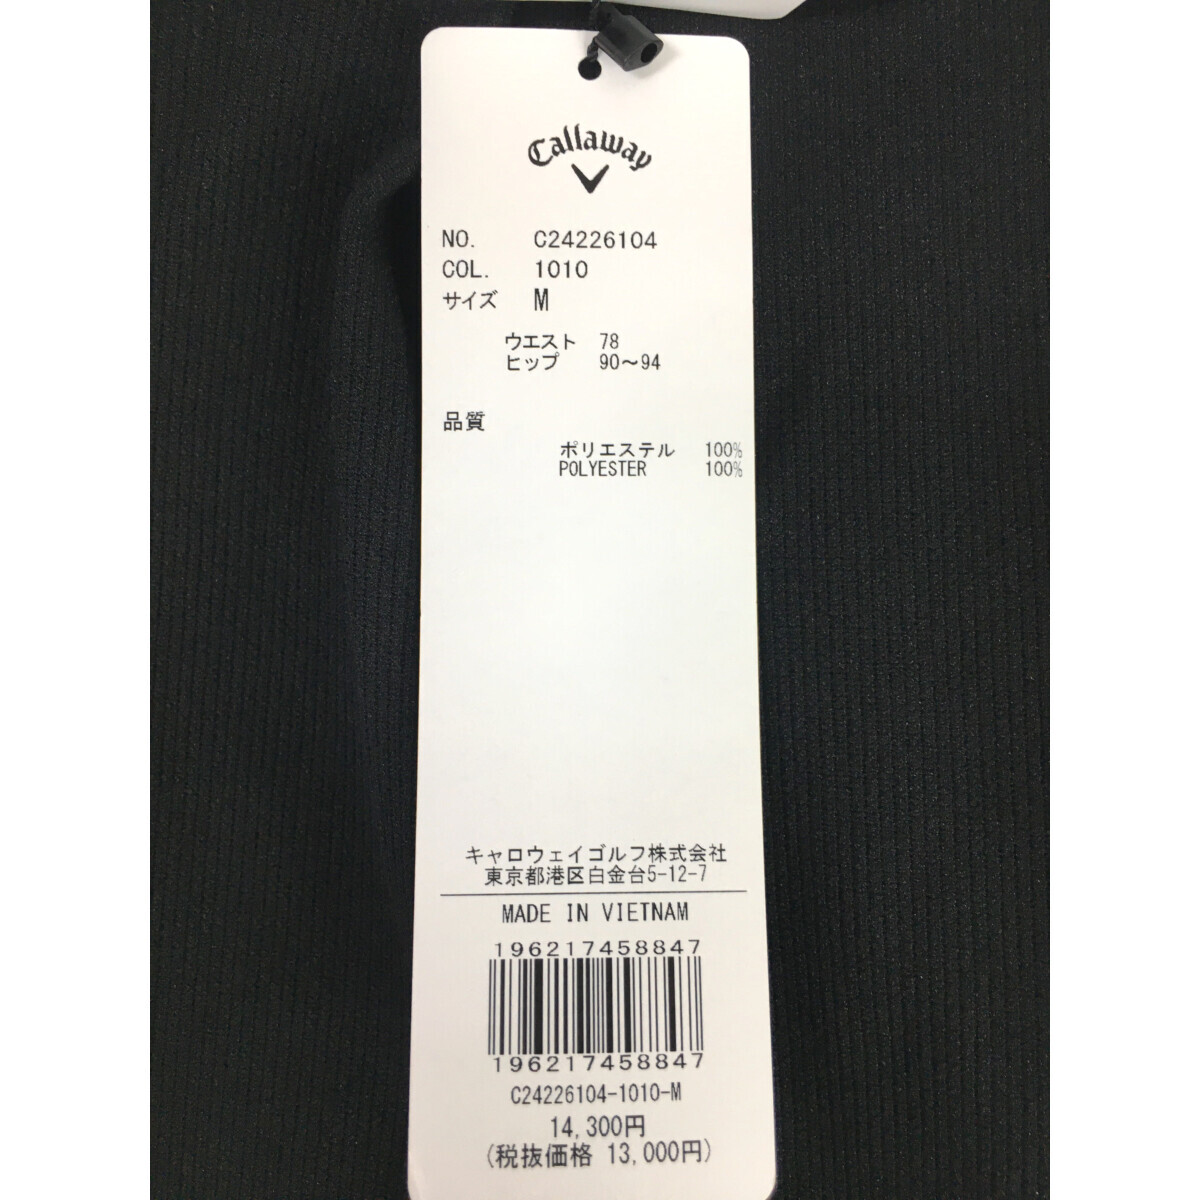 Callaway
NO. C24226104
COL. 1010
サイズ M
ウエスト 78
ヒップ 90～94
品質
ポリエステル 100%
POLYESTER 100%
キャロウェイゴルフ株式会社
東京都港区白金台5-12-7
MADE IN VIETNAM
196217458847
196217458847
C24226104-1010-M
14,300円
(税抜価格 13,000円)